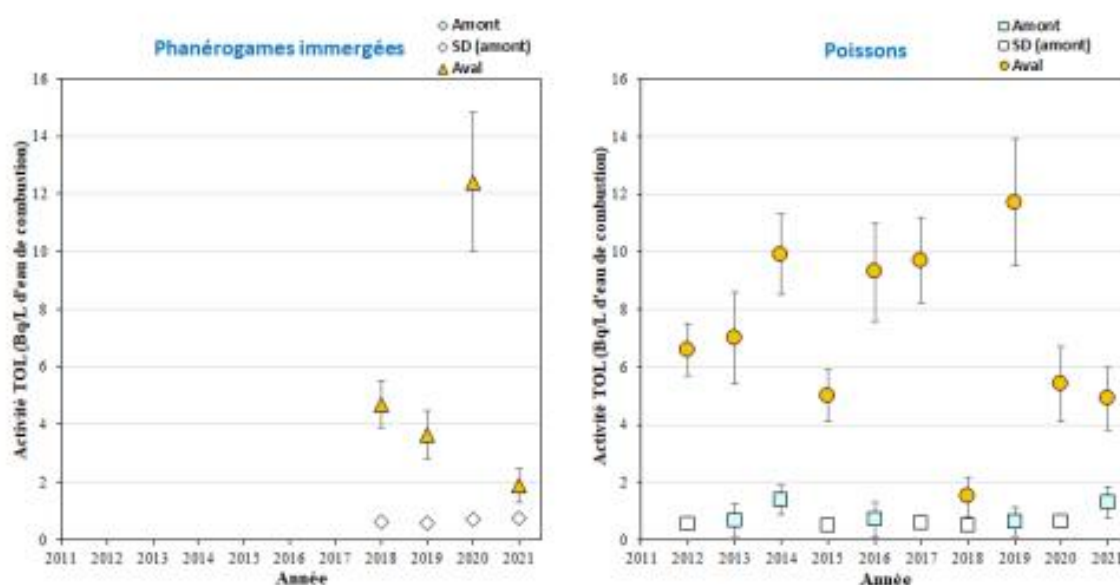 Phanérogames immergées
Amont
SD (amont)
Aval
Activité TOL (Bq/L d'eau de combustion)
16
14
12
10
8
6
4
2
0
2011 2012 2013 2014 2015 2016 2017 2018 2019 2020 2021
Année
Poissons
Amont
SD (amont)
Aval
Activité TOL (Bq/L d'eau de combustion)
16
14
12
10
8
6
4
2
0
2011 2012 2013 2014 2015 2016 2017 2018 2019 2020 2021
Année